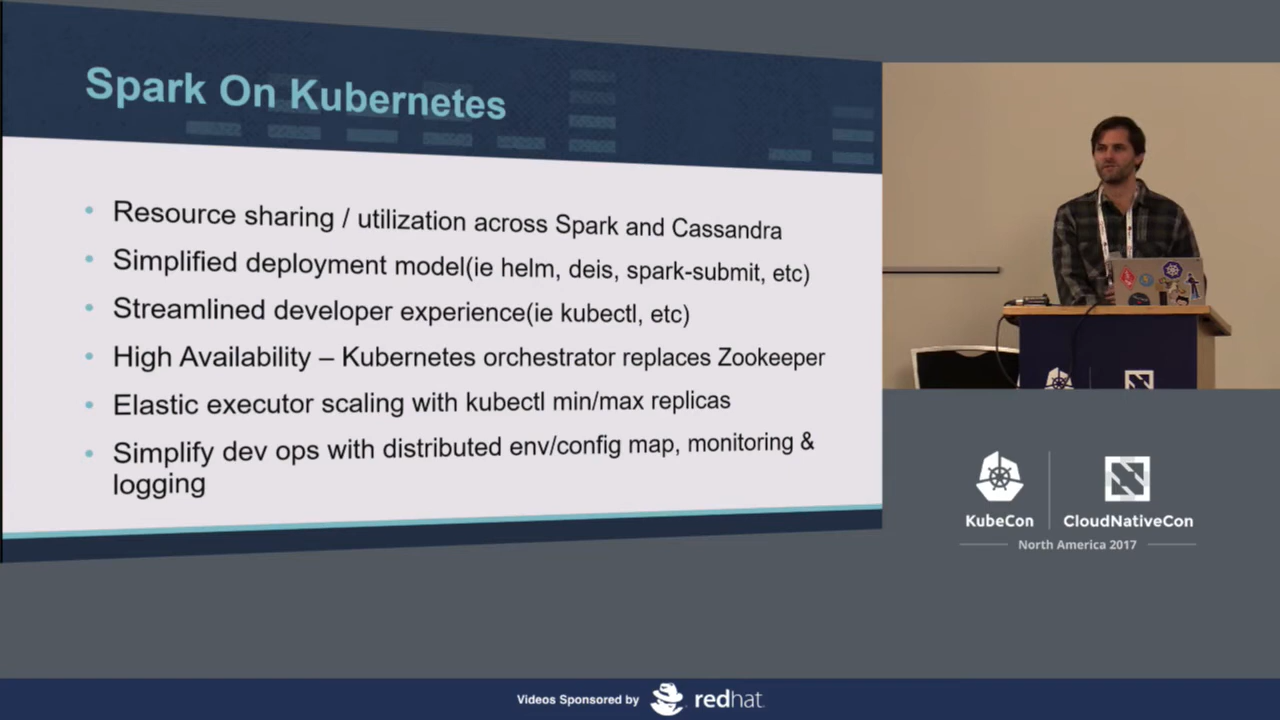 Spark On Kubernetes
Resource sharing / utilization across Spark and Cassandra
Simplified deployment model(ie helm, deis, spark-submit, etc)
Streamlined developer experience(ie kubectl, etc)
High Availability – Kubernetes orchestrator replaces Zookeeper
Elastic executor scaling with kubectl min/max replicas
Simplify dev ops with distributed env/config map, monitoring &
logging
KubeCon
CloudNativeCon
North America 2017
Videos Sponsored by
redhat